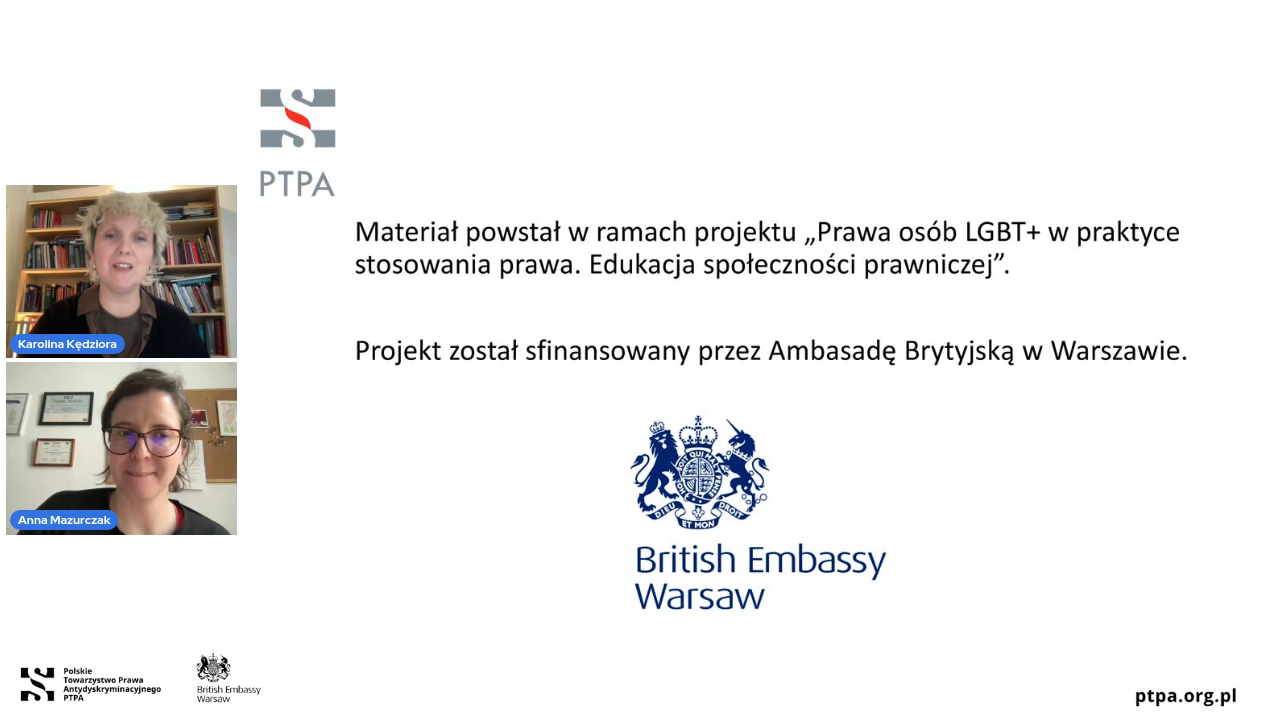 PTPA
Materiał powstał w ramach projektu „Prawa osób LGBT+ w praktyce
stosowania prawa. Edukacja społeczności prawniczej”.
Projekt został sfinansowany przez Ambasadę Brytyjską w Warszawie.
Karolina Kędziora
Anna Mazurczak
DIEU ET MON DROIT
British Embassy
Warsaw
Polskie
Towarzystwo Prawa
Antydyskryminacyjnego
PTPA
British Embassy
Warsaw
ptpa.org.pl